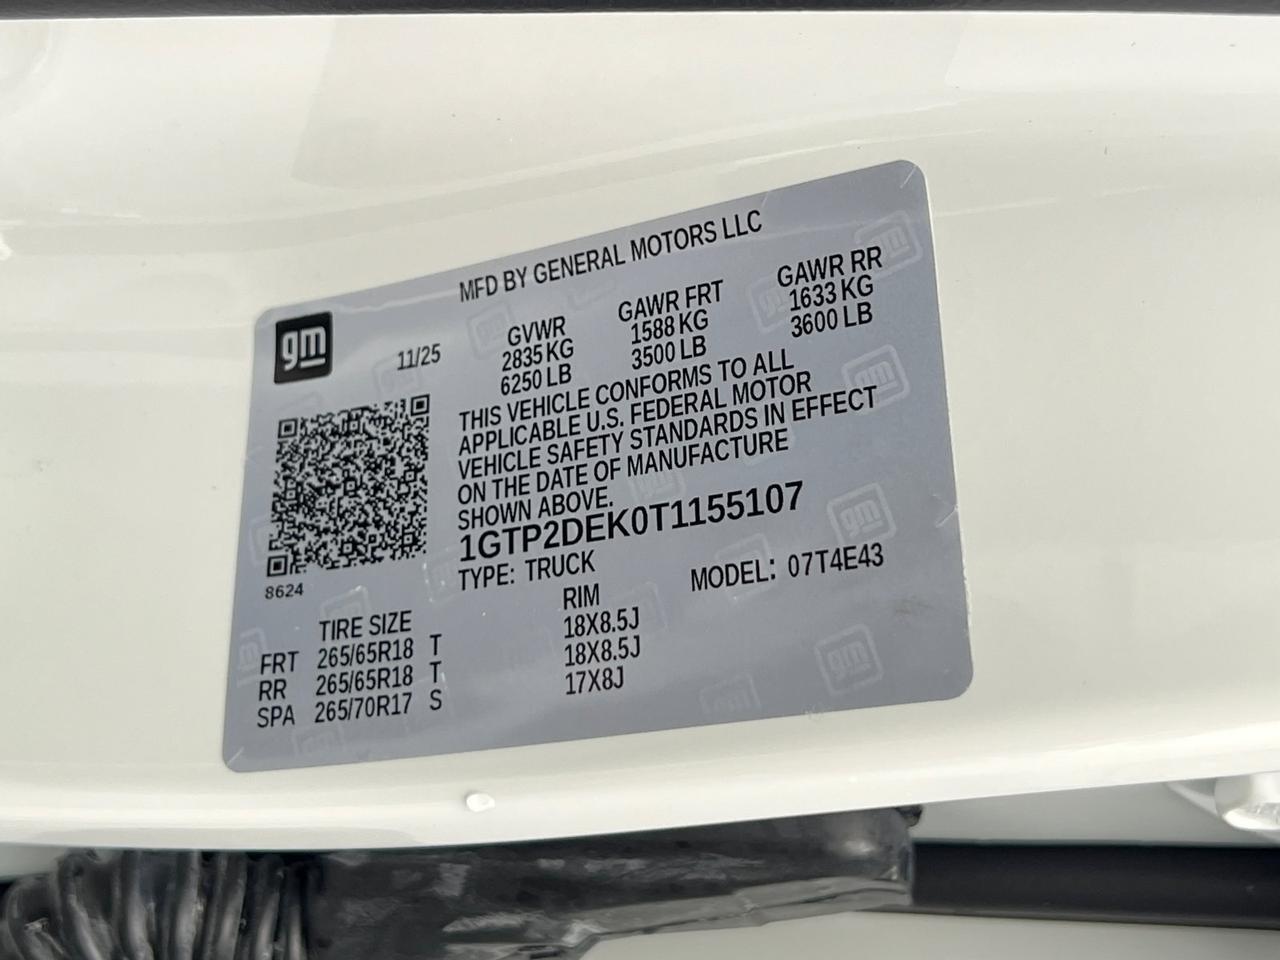 MFD BY GENERAL MOTORS LLC
gm
11/25
GVWR GAWR FRT GAWR RR
2835 KG 1588 KG 1633 KG
6250 LB 3500 LB 3600 LB
THIS VEHICLE CONFORMS TO ALL
APPLICABLE U.S. FEDERAL MOTOR
VEHICLE SAFETY STANDARDS IN EFFECT
ON THE DATE OF MANUFACTURE
SHOWN ABOVE.
1GTP2DEK0T1155107
TYPE: TRUCK MODEL: 07T4E43
8624
TIRE SIZE RIM
FRT 265/65R18 T 18X8.5J
RR 265/65R18 T 18X8.5J
SPA 265/70R17 S 17X8J